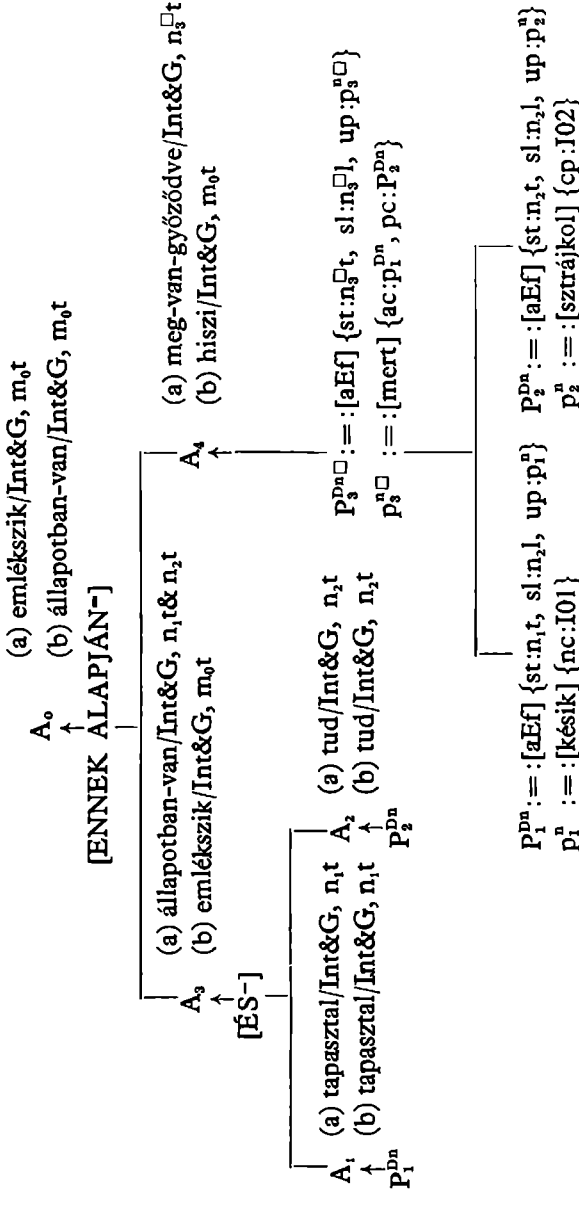 A₀
(a) emlékszik/Int&G, m₀t
(b) állapotban-van/Int&G, m₀t
[ENNEK ALAPJÁN⁻]
A₃
(a) állapotban-van/Int&G, n₁t& n₂t
(b) emlékszik/Int&G, m₀t
A₄
(a) meg-van-győződve/Int&G, n₃□t
(b) hiszi/Int&G, m₀t
[ÉS⁻]
A₁
(a) tapasztal/Int&G, n₁t
(b) tapasztal/Int&G, n₁t
P₁ᴰⁿ
A₂
(a) tud/Int&G, n₂t
(b) tud/Int&G, n₂t
P₂ᴰⁿ
P₃ᴰⁿ□ :=:[aEf] {st:n₃□t, sl:n₃□l, up:p₃ⁿ□}
p₃ⁿ□ :=:[mert] {ac:p₁ᴰⁿ, pc:P₂ᴰⁿ}
P₁ᴰⁿ :=:[aEf] {st:n₁t, sl:n₂l, up:p₁ⁿ}
p₁ⁿ :=:[késik] {nc:I01}
P₂ᴰⁿ :=:[aEf] {st:n₂t, sl:n₂l, up:p₂ⁿ}
p₂ⁿ :=:[sztrájkol] {cp:I02}